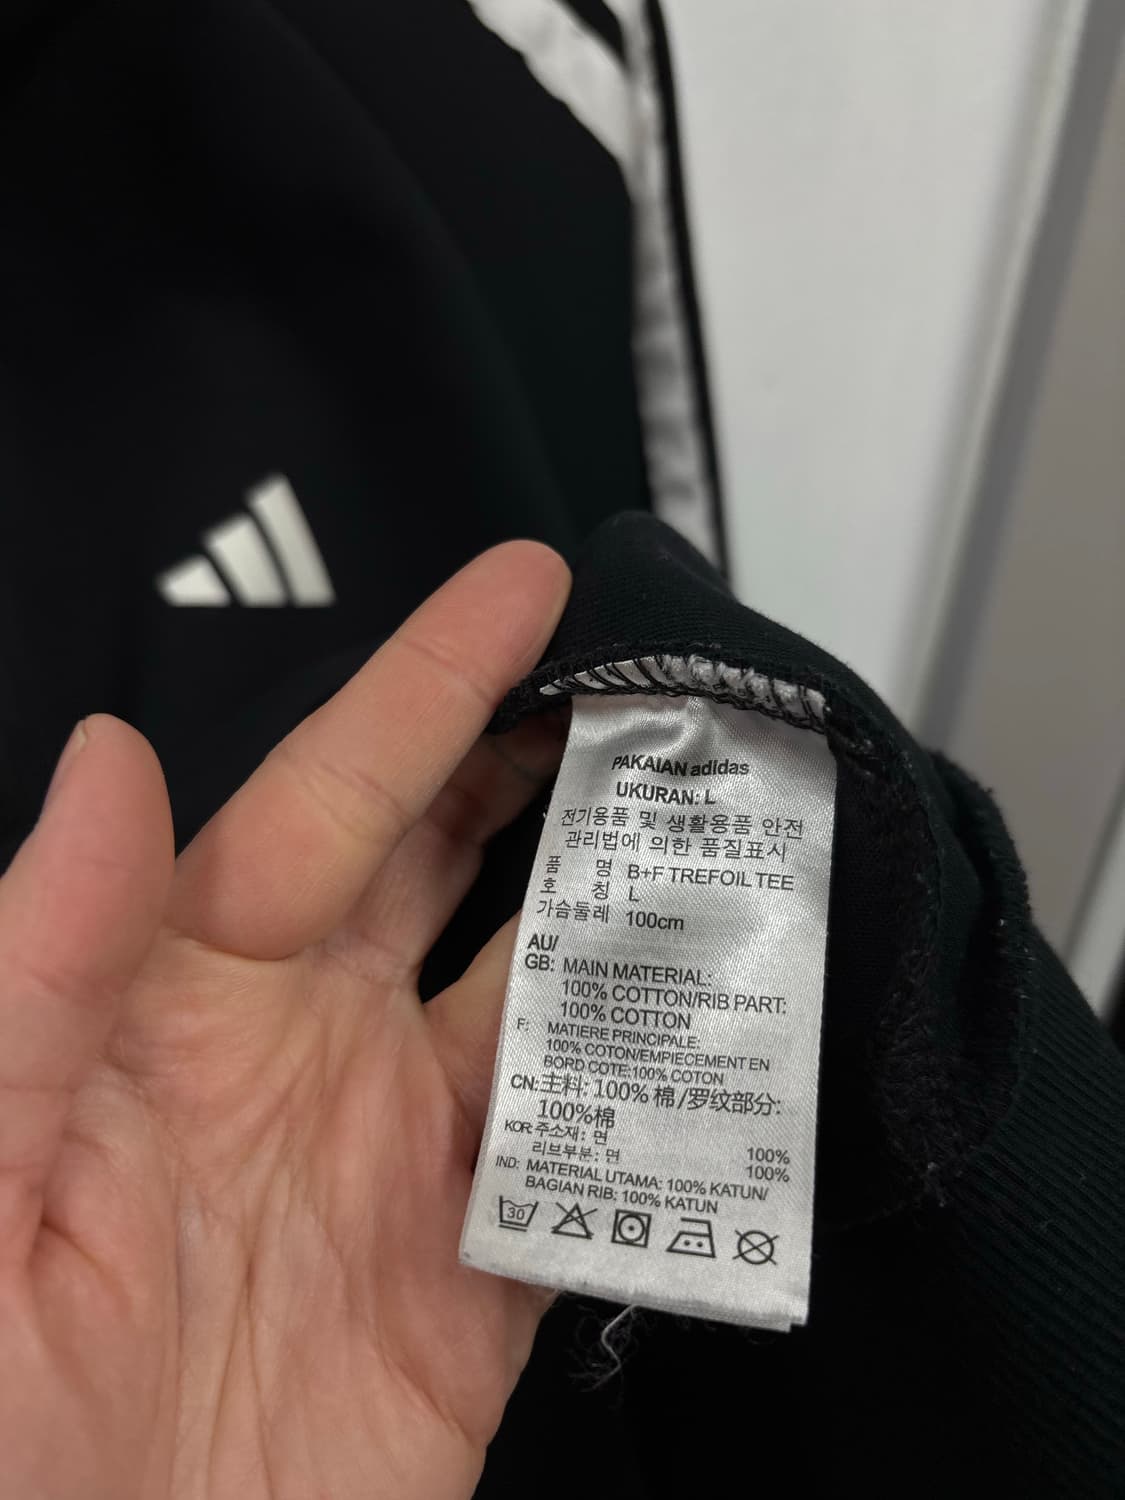 PAKAIAN adidas
UKURAN: L
전기용품 및 생활용품 안전
관리법에 의한 품질표시
품 명 B+F TREFOIL TEE
호 칭 L
가슴둘레 100cm
AU/
GB: MAIN MATERIAL:
100% COTTON/RIB PART:
100% COTTON
F: MATIERE PRINCIPALE:
100% COTON/EMPIECEMENT EN
BORD COTE:100% COTON
CN:主料: 100% 棉 /罗纹部分:
100%棉
KOR: 주소재: 면 100%
리브부분: 면 100%
IND: MATERIAL UTAMA: 100% KATUN/
BAGIAN RIB: 100% KATUN
30